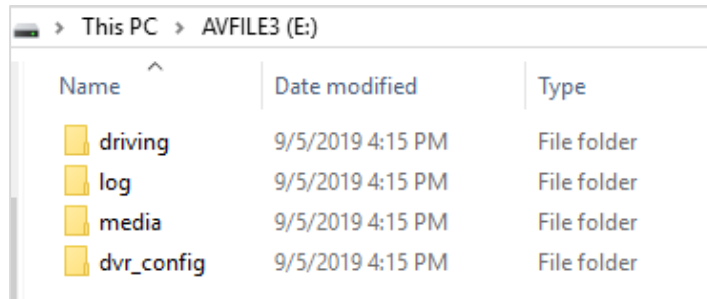 > This PC > AVFILE3 (E:)
Name Date modified Type
driving 9/5/2019 4:15 PM File folder
log 9/5/2019 4:15 PM File folder
media 9/5/2019 4:15 PM File folder
dvr_config 9/5/2019 4:15 PM File folder